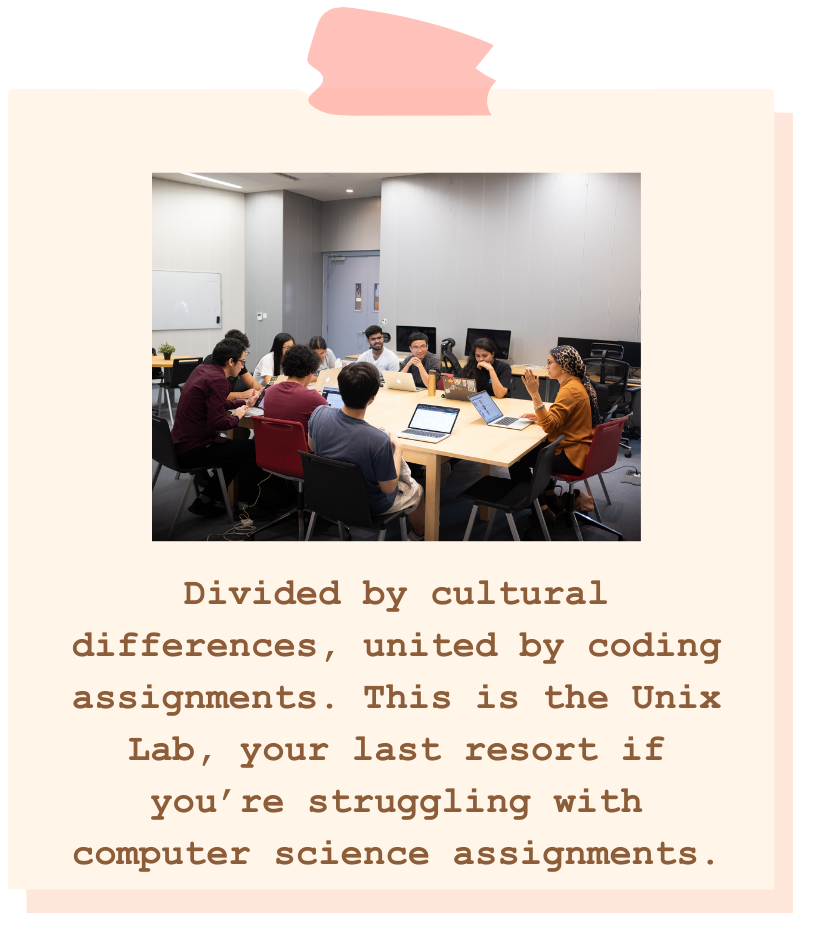 Divided by cultural
differences, united by coding
assignments. This is the Unix
Lab, your last resort if
you’re struggling with
computer science assignments.